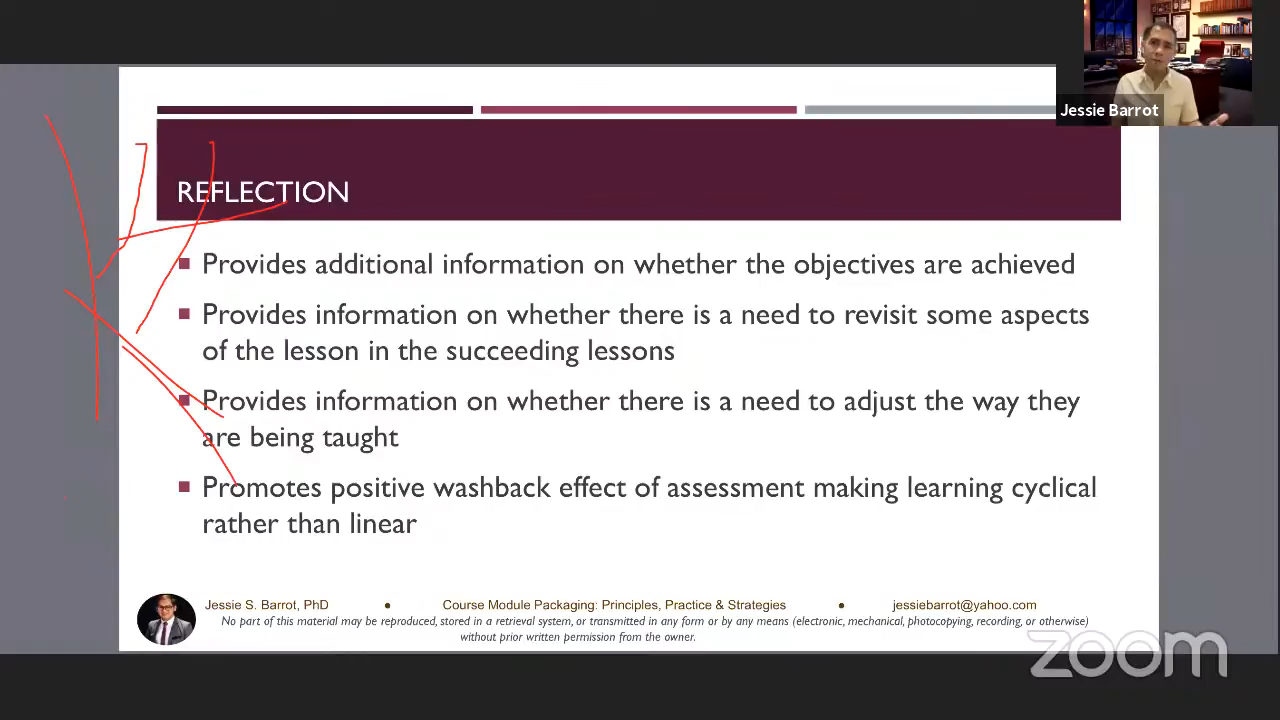 Jessie Barrot
REFLECTION
Provides additional information on whether the objectives are achieved
Provides information on whether there is a need to revisit some aspects
of the lesson in the succeeding lessons
Provides information on whether there is a need to adjust the way they
are being taught
Promotes positive washback effect of assessment making learning cyclical
rather than linear
Jessie S. Barrot, PhD ● Course Module Packaging: Principles, Practice & Strategies ● jessiebarrot@yahoo.com
No part of this material may be reproduced, stored in a retrieval system, or transmitted in any form or by any means (electronic, mechanical, photocopying, recording, or otherwise)
without prior written permission from the owner.
zoom